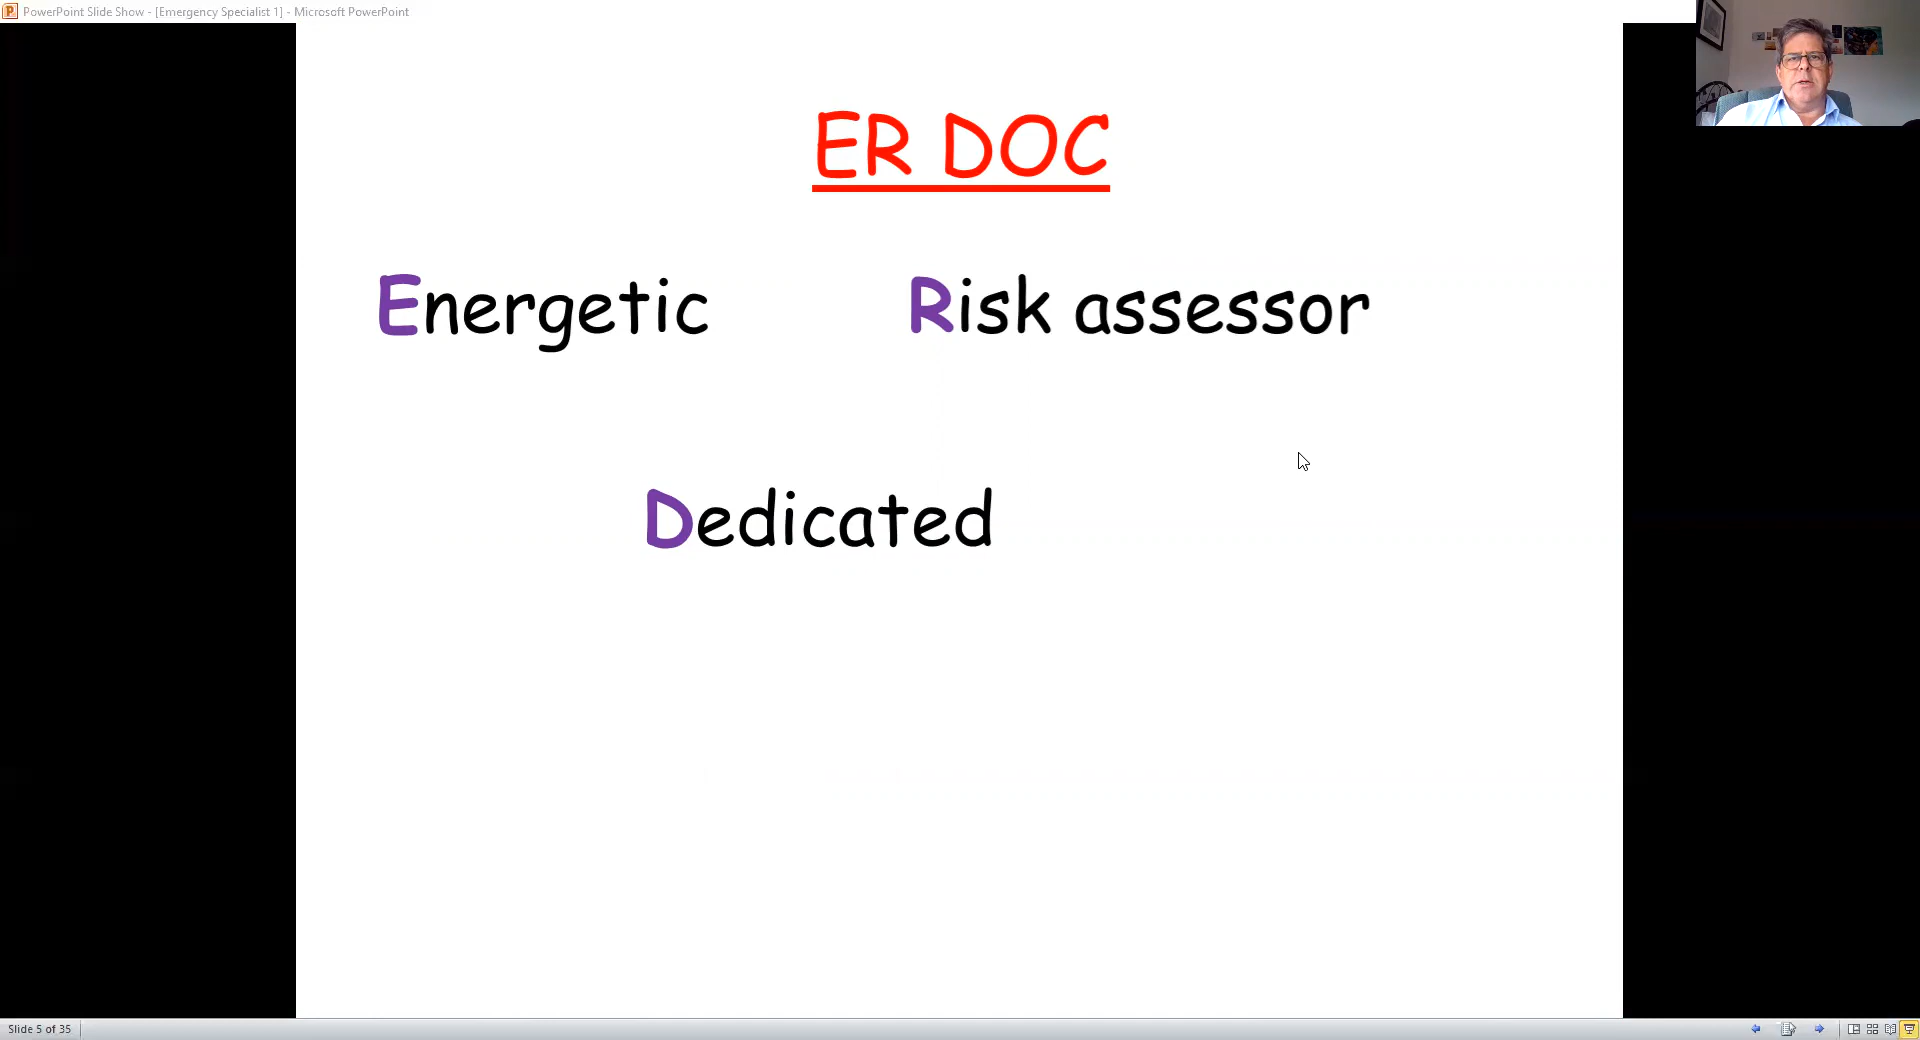 PowerPoint Slide Show - [Emergency Specialist 1] - Microsoft PowerPoint
ER DOC
Energetic Risk assessor
Dedicated
Slide 5 of 35